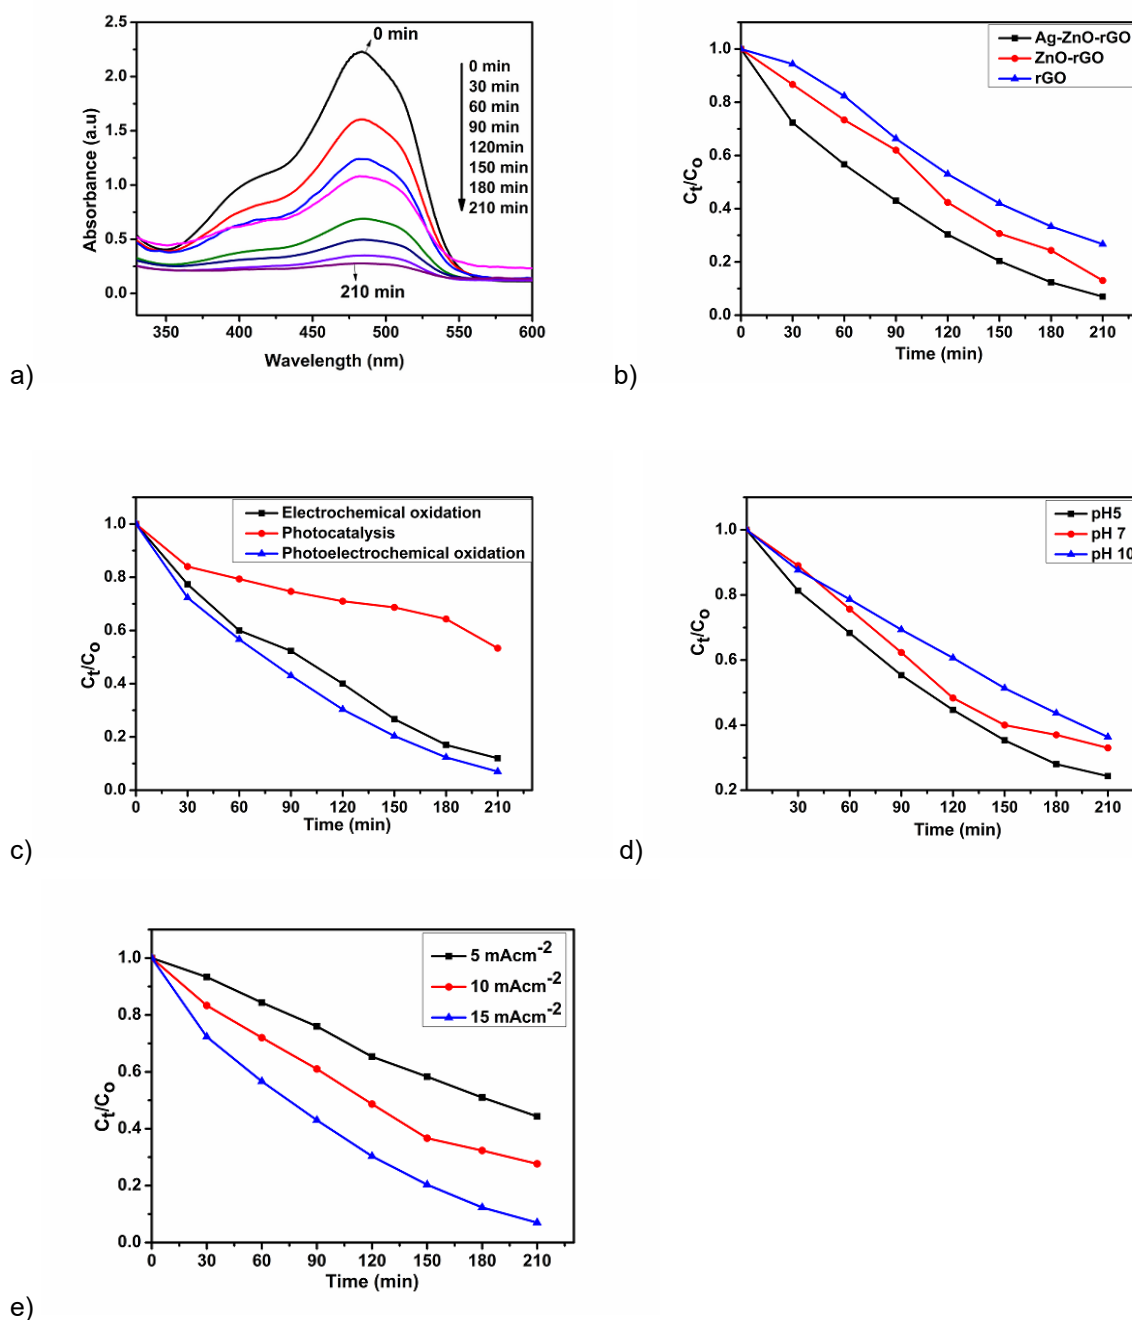 2.5
2.0
1.5
1.0
0.5
0.0
Absorbance (a.u)
0 min
0 min
30 min
60 min
90 min
120min
150 min
180 min
210 min
210 min
350 400 450 500 550 600
Wavelength (nm)
a)
1.0
0.8
0.6
0.4
0.2
0.0
Ct/Co
Ag-ZnO-rGO
ZnO-rGO
rGO
0 30 60 90 120 150 180 210
Time (min)
b)
1.0
0.8
0.6
0.4
0.2
0.0
Ct/Co
Electrochemical oxidation
Photocatalysis
Photoelectrochemical oxidation
0 30 60 90 120 150 180 210
Time (min)
c)
1.0
0.8
0.6
0.4
0.2
Ct/Co
pH5
pH 7
pH 10
30 60 90 120 150 180 210
Time (min)
d)
1.0
0.8
0.6
0.4
0.2
0.0
Ct/Co
5 mAcm-2
10 mAcm-2
15 mAcm-2
0 30 60 90 120 150 180 210
Time (min)
e)